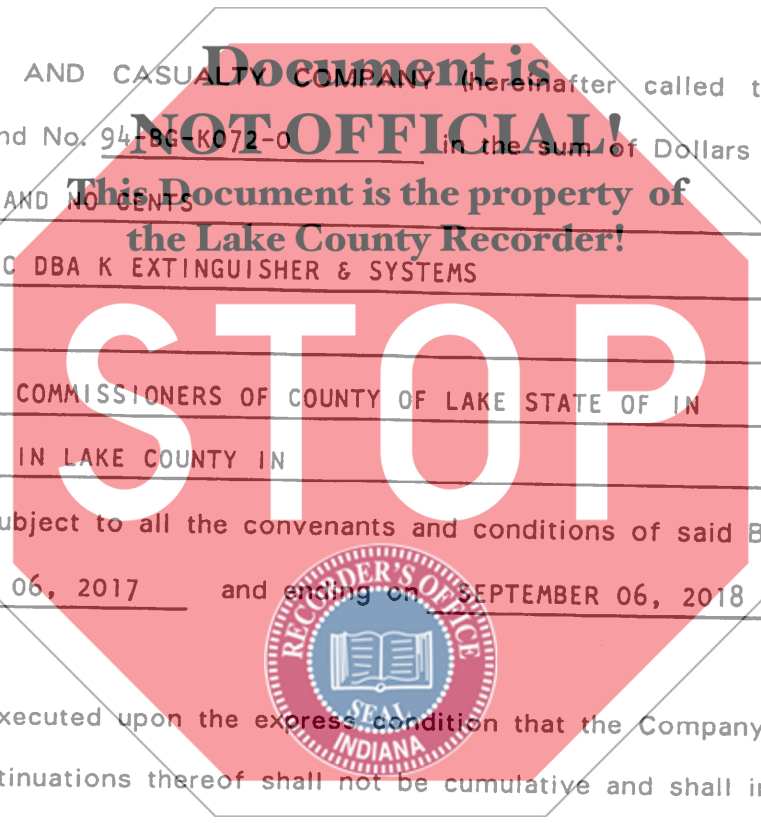 Document is
NOT OFFICIAL!
This Document is the property of
the Lake County Recorder!
STOP
AND CASUALTY COMPANY (hereinafter called t
nd No. 94-BG-K072-0 in the sum of Dollars
AND NO CENTS
C DBA K EXTINGUISHER & SYSTEMS
COMMISSIONERS OF COUNTY OF LAKE STATE OF IN
IN LAKE COUNTY IN
ubject to all the convenants and conditions of said B
06, 2017 and ending on SEPTEMBER 06, 2018
RECORDER'S OFFICE
SEAL
INDIANA
xecuted upon the express condition that the Company
tinuations thereof shall not be cumulative and shall i